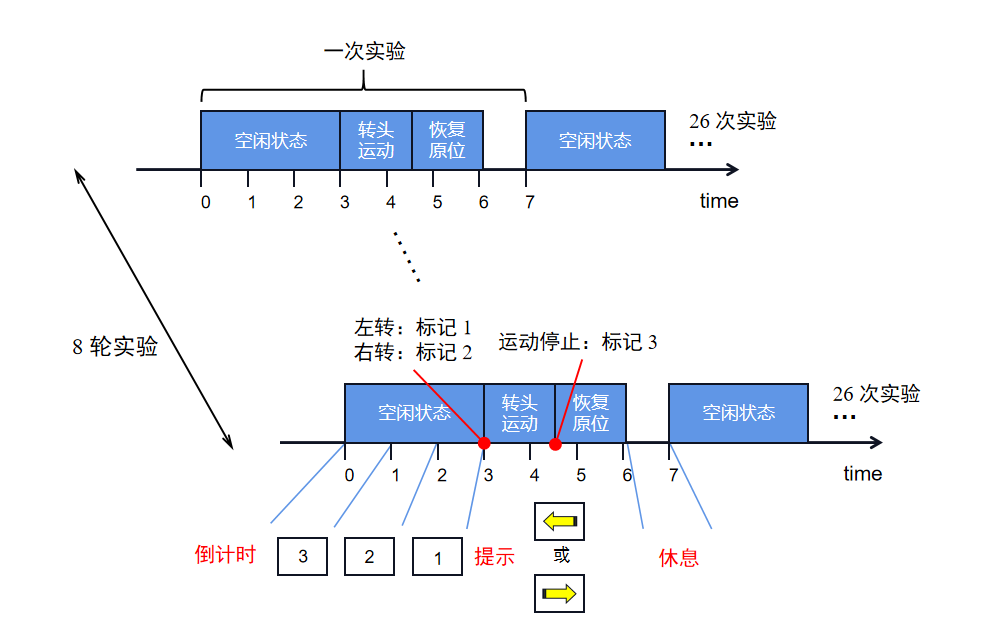 一次实验
空闲状态
转头
运动
恢复
原位
空闲状态
26 次实验
...
0 1 2 3 4 5 6 7
time
8 轮实验
左转：标记 1
右转：标记 2
运动停止：标记 3
空闲状态
转头
运动
恢复
原位
空闲状态
26 次实验
...
0 1 2 3 4 5 6 7
time
倒计时
3
2
1
提示
或
休息